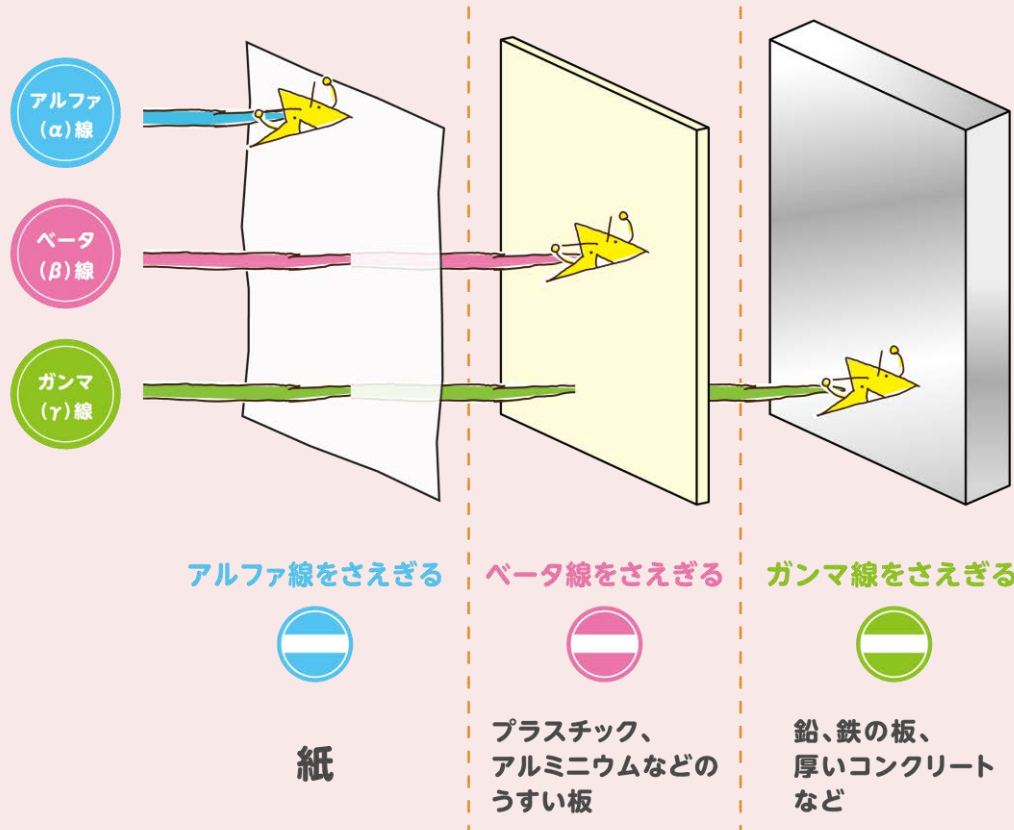 アルファ
(α)線
ベータ
(β)線
ガンマ
(γ)線
アルファ線をさえぎる
ベータ線をさえぎる
ガンマ線をさえぎる
紙
プラスチック、
アルミニウムなどの
うすい板
鉛、鉄の板、
厚いコンクリート
など